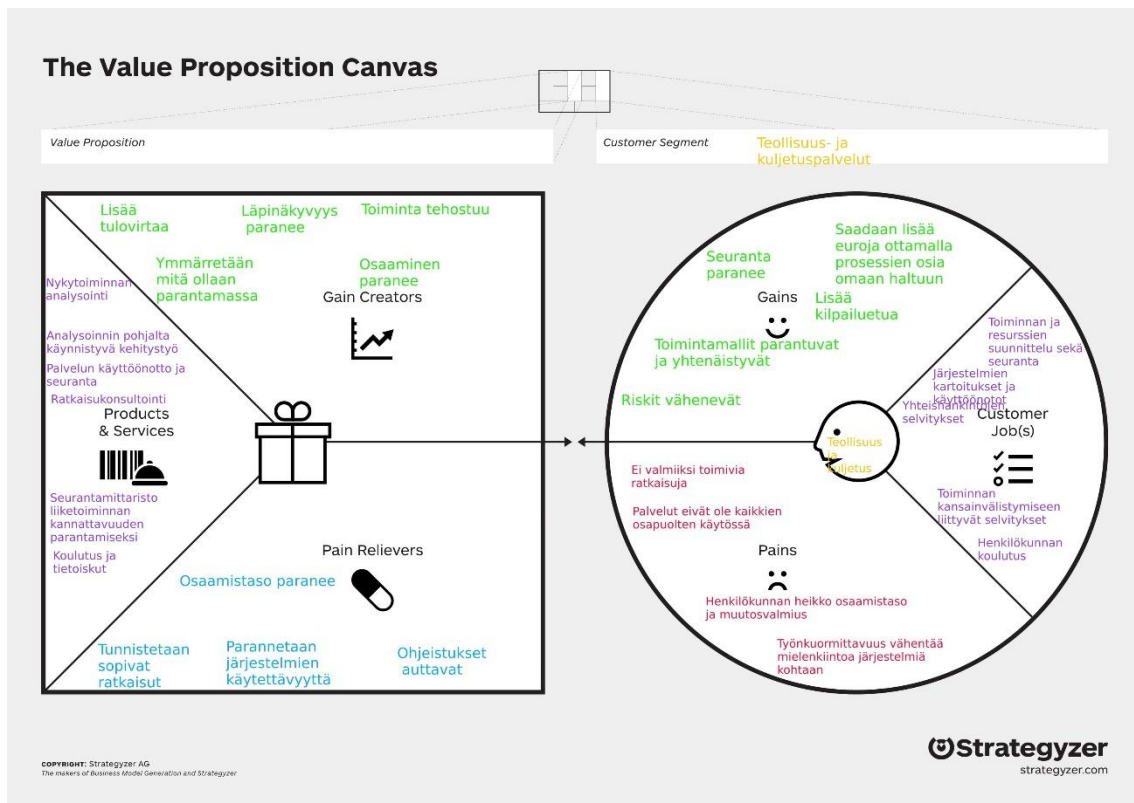 The Value Proposition Canvas
Value Proposition
Customer Segment
Teollisuus- ja
kuljetuspalvelut
Lisää
tulovirtaa
Läpinäkyvyys
paranee
Toiminta tehostuu
Ymmärretään
mitä ollaan
parantamassa
Osaaminen
paranee
Gain Creators
Nykytoiminnan
analysointi
Analysoinnin pohjalta
käynnistyvä kehitystyö
Palvelun käyttöönotto ja
seuranta
Ratkaisukonsultointi
Products
& Services
Seurantamittaristo
liiketoiminnan
kannattavuuden
parantamiseksi
Koulutus ja
tietoiskut
Pain Relievers
Osaamistaso paranee
Tunnistetaan
sopivat
ratkaisut
Parannetaan
järjestelmien
käytettävyyttä
Ohjeistukset
auttavat
Seuranta
paranee
Saadaan lisää
euroja ottamalla
prosessien osia
omaan haltuun
Gains
Lisää
kilpailuetua
Toimintamallit parantuvat
ja yhtenäistyvät
Riskit vähenevät
Toiminnan ja
resurssien
suunnittelu sekä
seuranta
Järjestelmien
kartoitukset ja
käyttöönotot
Yhteishankintojen
selvitykset
Customer
Job(s)
Teollisuus
ja
kuljetus
Toiminnan
kansainvälistymiseen
liittyvät selvitykset
Henkilökunnan
koulutus
Ei valmiiksi toimivia
ratkaisuja
Palvelut eivät ole kaikkien
osapuolten käytössä
Pains
Henkilökunnan heikko osaamistaso
ja muutosvalmius
Työnkuormittavuus vähentää
mielenkiintoa järjestelmiä
kohtaan
COPYRIGHT: Strategyzer AG
The makers of Business Model Generation and Strategyzer
Strategyzer
strategyzer.com